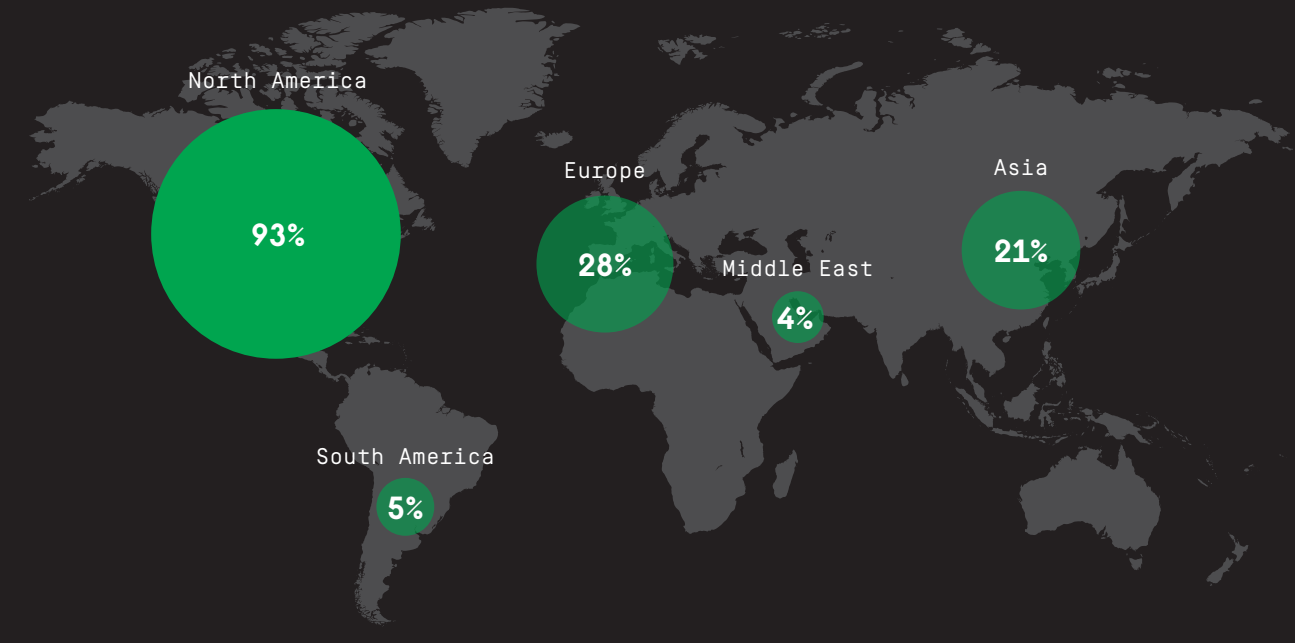 North America
93%
Europe
28%
Asia
21%
Middle East
4%
South America
5%